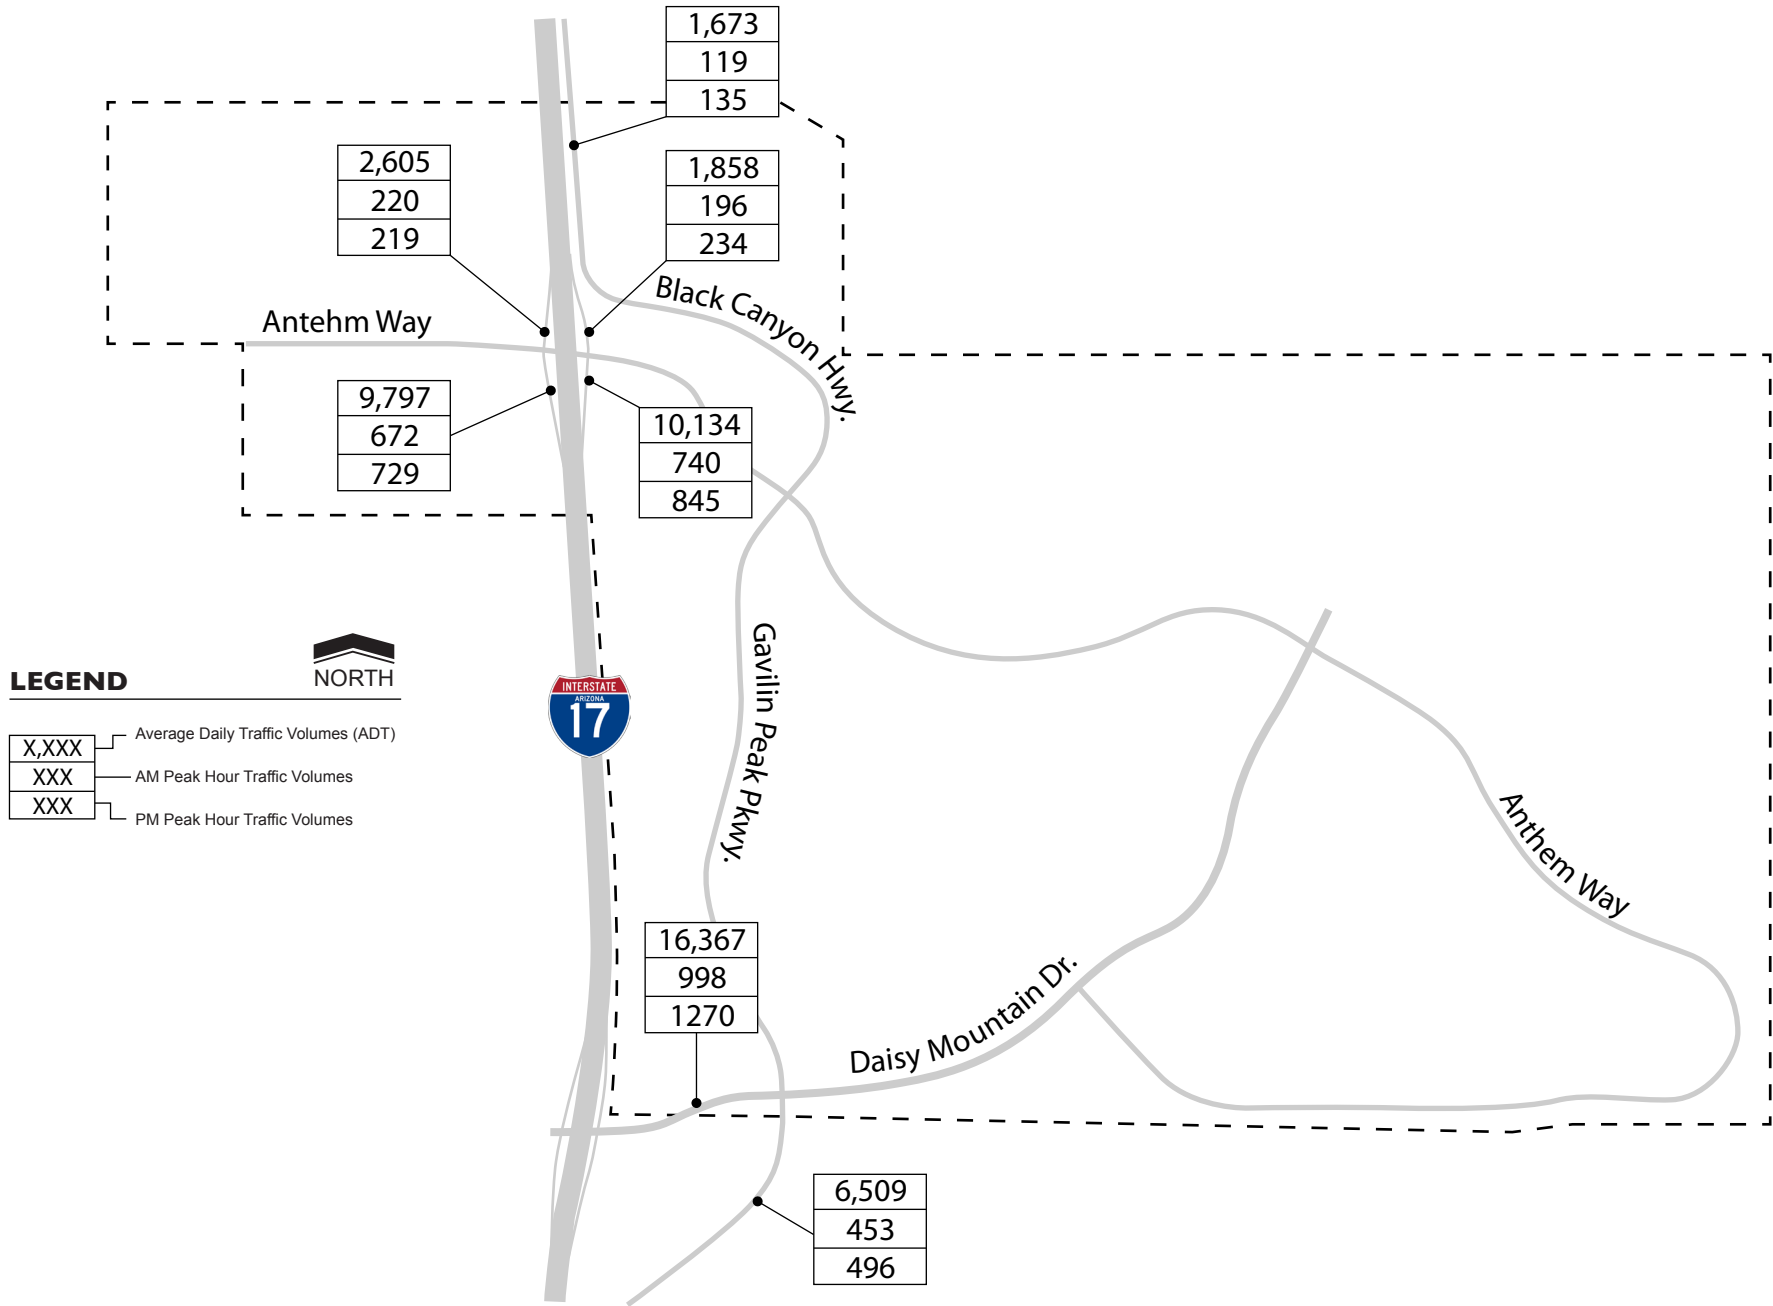 1,673
119
135
2,605
220
219
1,858
196
234
Black Canyon Hwy.
Antehm Way
9,797
672
729
10,134
740
845
Gavilin Peak Pkwy.
NORTH
LEGEND
INTERSTATE
ARIZONA
17
X,XXX
XXX
XXX
Average Daily Traffic Volumes (ADT)
AM Peak Hour Traffic Volumes
PM Peak Hour Traffic Volumes
Anthem Way
16,367
998
1270
Daisy Mountain Dr.
6,509
453
496